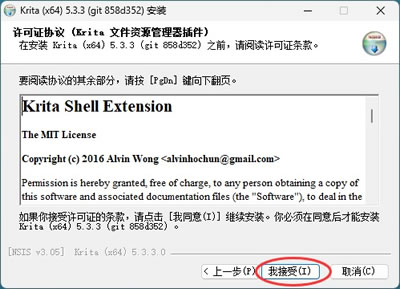 Krita (x64) 5.3.3 (git 858d352) 安装
许可证协议 (Krita 文件资源管理器插件)
在安装 Krita (x64) 5.3.3 (git 858d352) 之前，请阅读许可证条款。
要阅读协议的其余部分，请按 [PgDn] 键向下翻页。
Krita Shell Extension
The MIT License
Copyright (c) 2016 Alvin Wong <alvinhochun@gmail.com>
Permission is hereby granted, free of charge, to any person obtaining a copy of
this software and associated documentation files (the "Software"), to deal in the
如果你接受许可证的条款，请点击 [我同意(I)] 继续安装。你必须在同意后才能安装
Krita (x64) 5.3.3 (git 858d352) 。
[NSIS v3.05] Krita (x64) 5.3.3.0
< 上一步(P) 我接受(I) 取消(C)